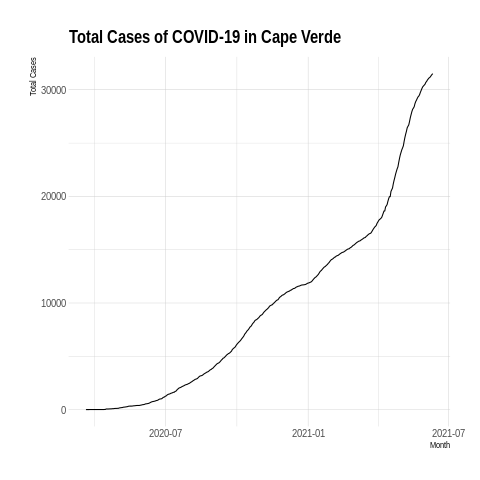 Total Cases of COVID-19 in Cape Verde
Total Cases
30000
20000
10000
0
2020-07
2021-01
2021-07
Month